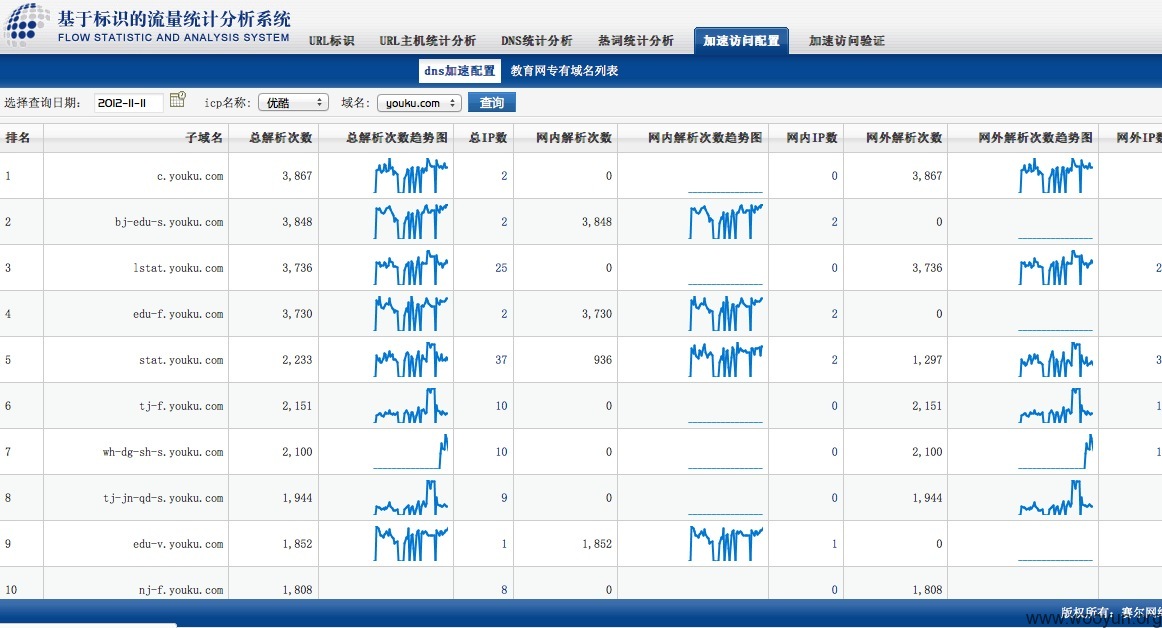 基于标识的流量统计分析系统
FLOW STATISTIC AND ANALYSIS SYSTEM
URL标识 URL主机统计分析 DNS统计分析 热词统计分析 加速访问配置 加速访问验证
dns加速配置 教育网专有域名列表
选择查询日期: 2012-11-11 icp名称: 优酷 域名: youku.com 查询
排名 子域名 总解析次数 总解析次数趋势图 总IP数 网内解析次数 网内解析次数趋势图 网内IP数 网外解析次数 网外解析次数趋势图 网外IP数
1 c.youku.com 3,867 2 0 0 3,867
2 bj-edu-s.youku.com 3,848 2 3,848 2 0
3 lstat.youku.com 3,736 25 0 0 3,736 2
4 edu-f.youku.com 3,730 2 3,730 2 0
5 stat.youku.com 2,233 37 936 2 1,297 3
6 tj-f.youku.com 2,151 10 0 0 2,151 1
7 wh-dg-sh-s.youku.com 2,100 10 0 0 2,100 1
8 tj-jn-qd-s.youku.com 1,944 9 0 0 1,944
9 edu-v.youku.com 1,852 1 1,852 1 0
10 nj-f.youku.com 1,808 8 0 0 1,808
版权所有: 赛尔网络
www.wooyun.org